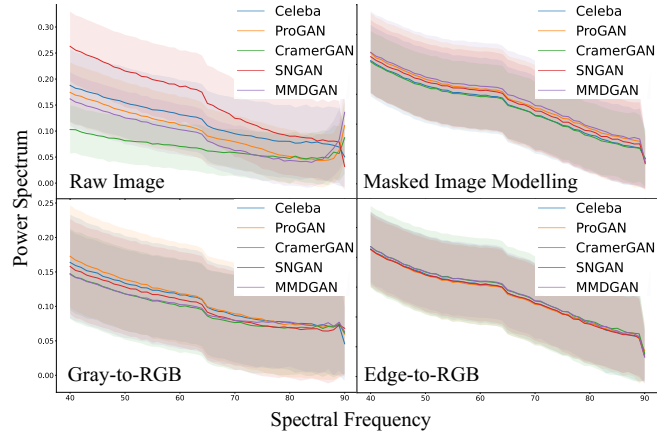 Power Spectrum
0.30
0.25
0.20
0.15
0.10
0.05
0.00
Celeba
ProGAN
CramerGAN
SNGAN
MMDGAN
Raw Image
Celeba
ProGAN
CramerGAN
SNGAN
MMDGAN
Masked Image Modelling
0.25
0.20
0.15
0.10
0.05
0.00
Celeba
ProGAN
CramerGAN
SNGAN
MMDGAN
Gray-to-RGB
40 50 60 70 80 90
Celeba
ProGAN
CramerGAN
SNGAN
MMDGAN
Edge-to-RGB
40 50 60 70 80 90
Spectral Frequency